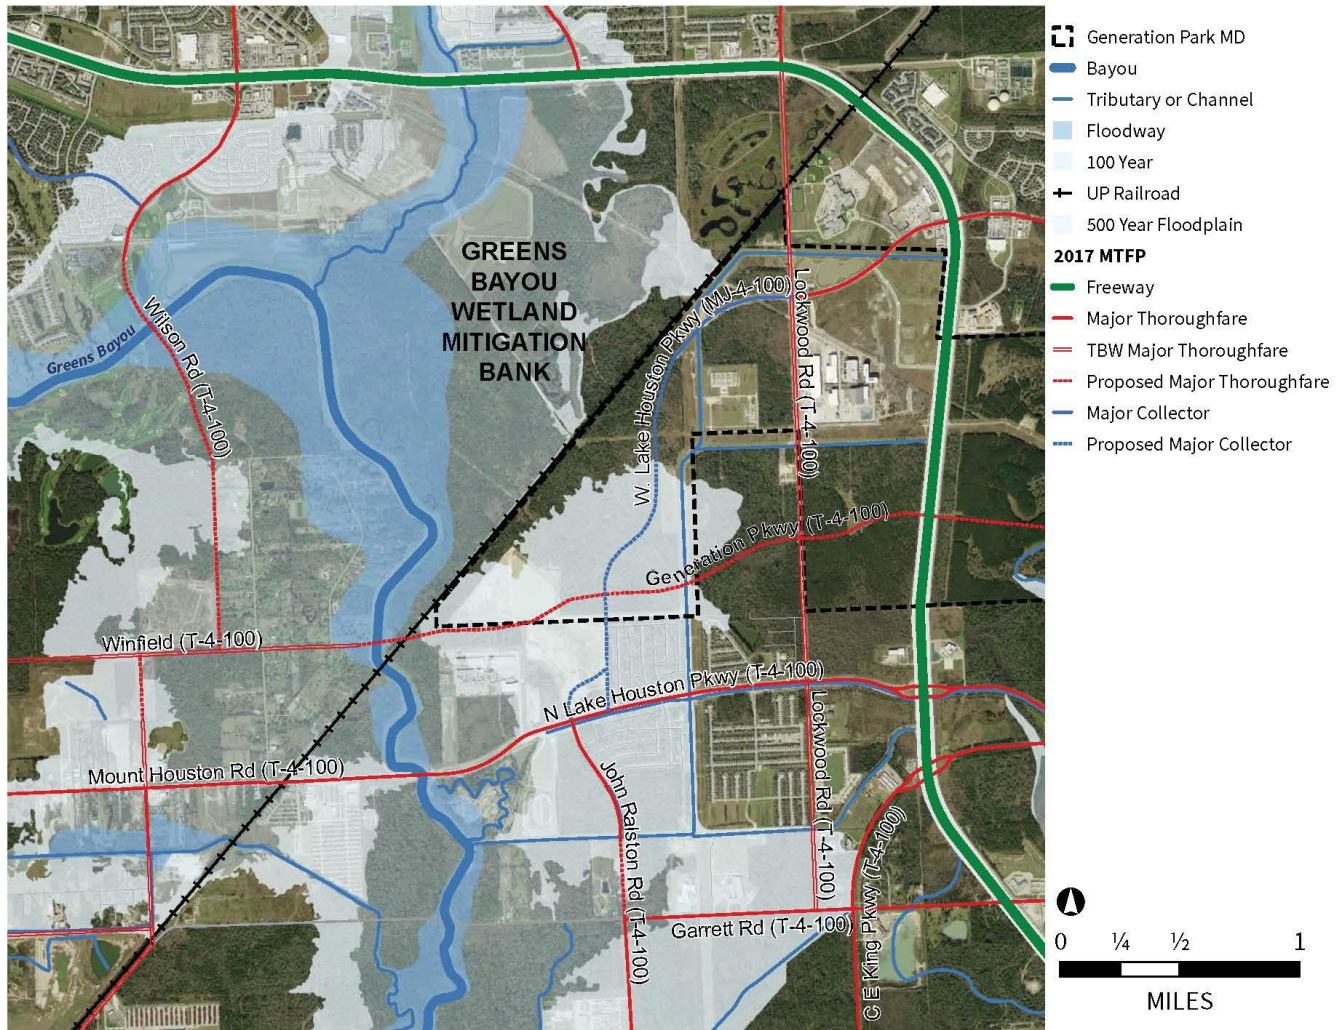 Generation Park MD
Bayou
Tributary or Channel
Floodway
100 Year
UP Railroad
500 Year Floodplain
2017 MTFP
Freeway
Major Thoroughfare
TBW Major Thoroughfare
Proposed Major Thoroughfare
Major Collector
Proposed Major Collector
GREENS
BAYOU
WETLAND
MITIGATION
BANK
Greens Bayou
Wilson Rd (T-4-100)
W. Lake Houston Pkwy (MJ-4-100)
Lockwood Rd (T-4-100)
Generation Pkwy (T-4-100)
Winfield (T-4-100)
N Lake Houston Pkwy (T-4-100)
Mount Houston Rd (T-4-100)
John Ralston Rd (T-4-100)
Lockwood Rd (T-4-100)
C E King Pkwy (T-4-100)
Garrett Rd (T-4-100)
0 ¼ ½ 1
MILES